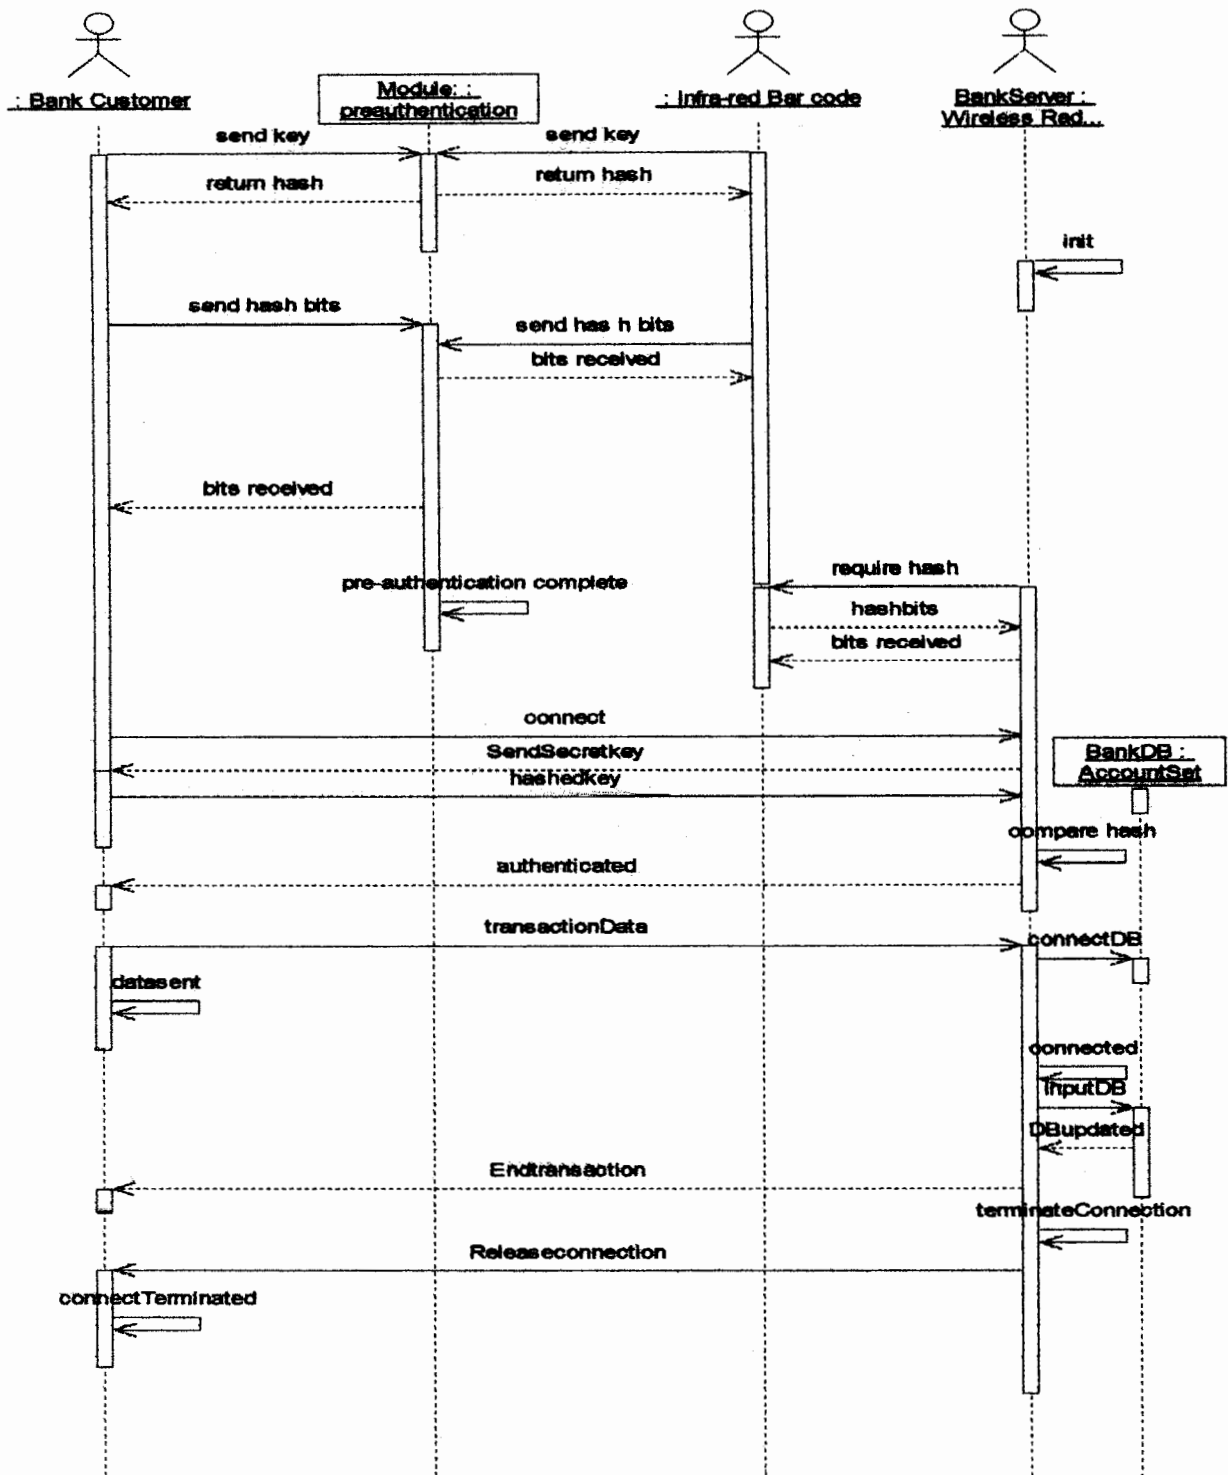 : Bank Customer
Module: :
preauthentication
: Infra-red Bar code
BankServer :
Wireless Rad...
send key
send key
return hash
return hash
init
send hash bits
send has h bits
bits received
bits received
require hash
pre-authentication complete
hashbits
bits received
connect
SendSecretkey
hashedkey
BankDB :
AccountSet
compare hash
authenticated
transactionData
connectDB
datasent
connected
inputDB
DBupdated
Endtransaction
terminateConnection
Releaseconnection
connectTerminated